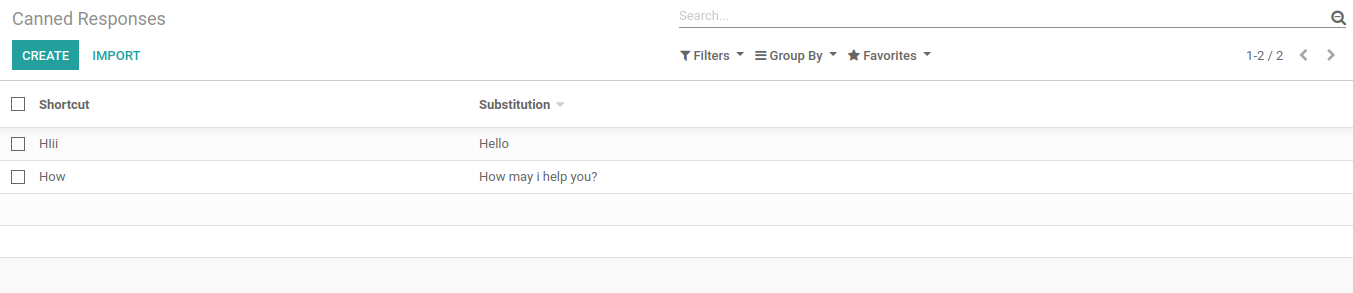 Canned Responses
Search...
CREATE IMPORT
Filters Group By Favorites 1-2 / 2
Shortcut Substitution
HIii Hello
How How may i help you?